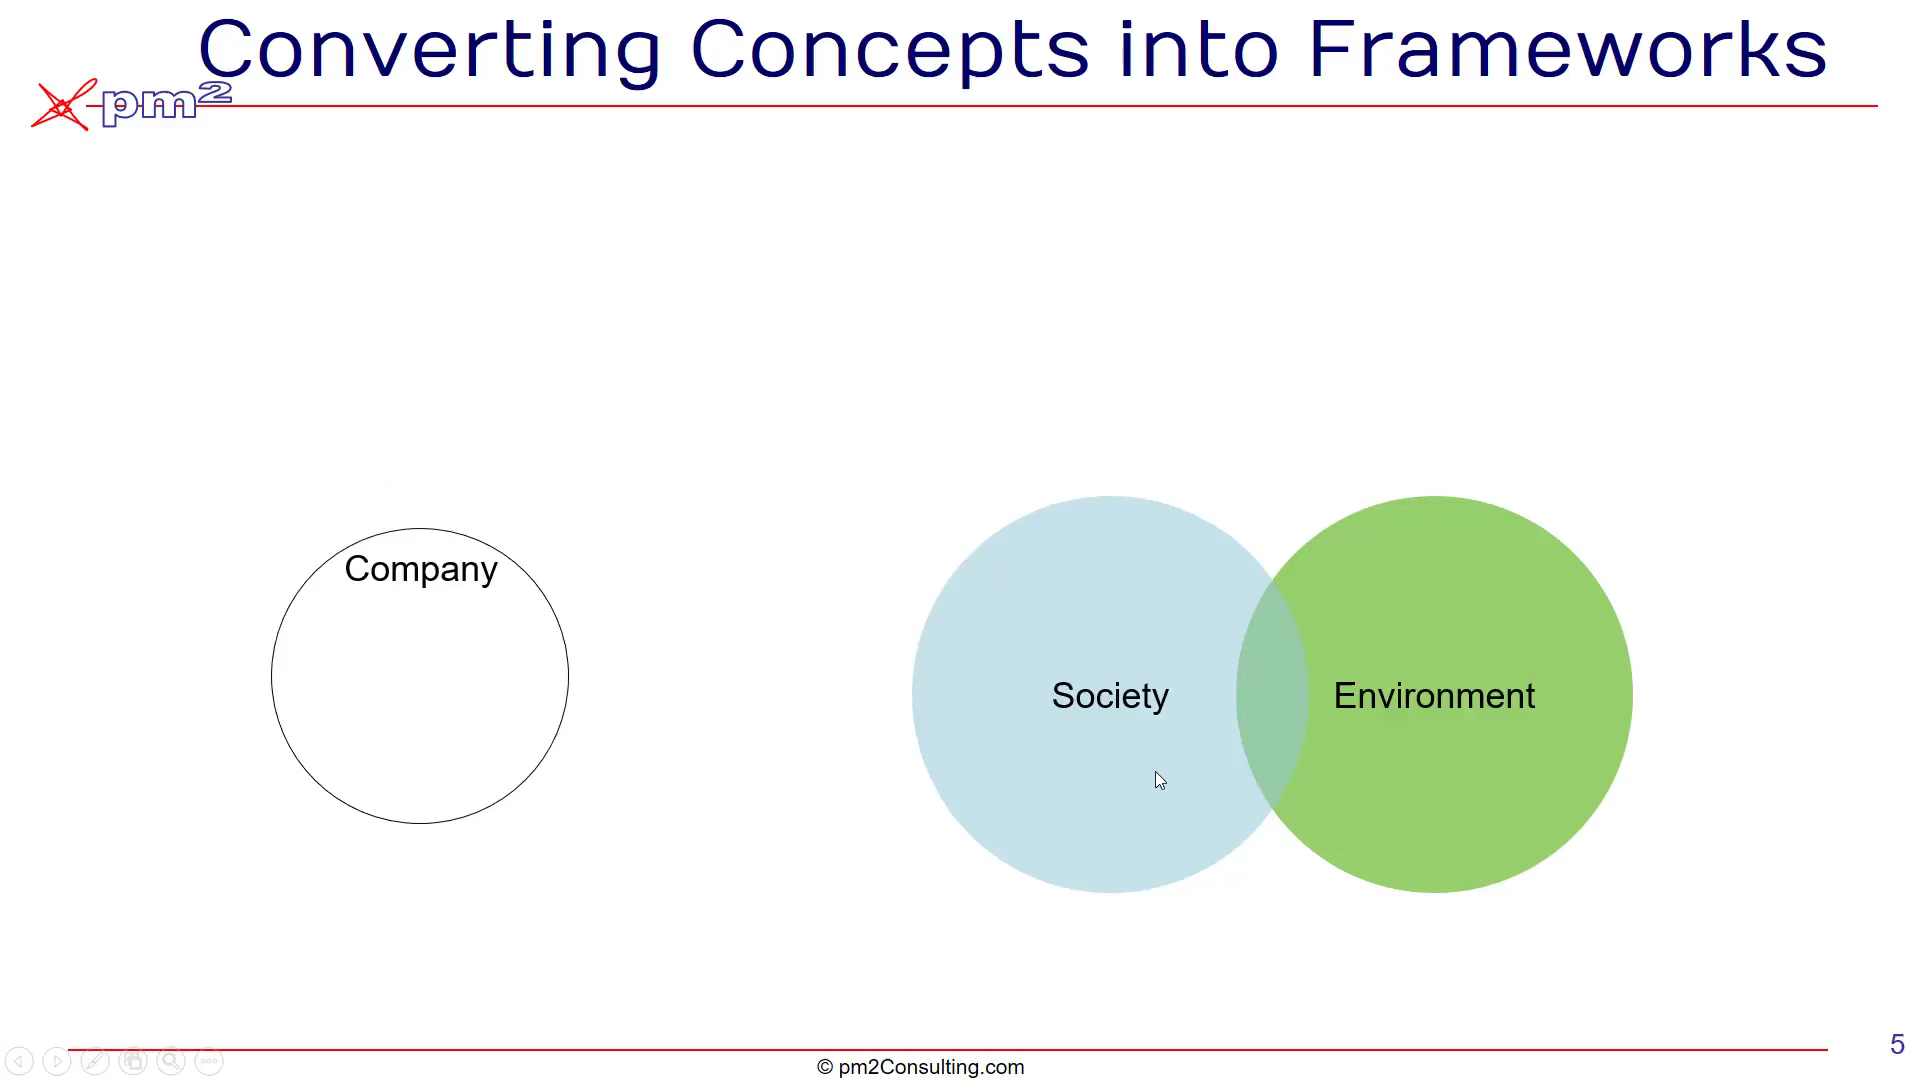 Converting Concepts into Frameworks
pm2
Company
Society
Environment
5
© pm2Consulting.com